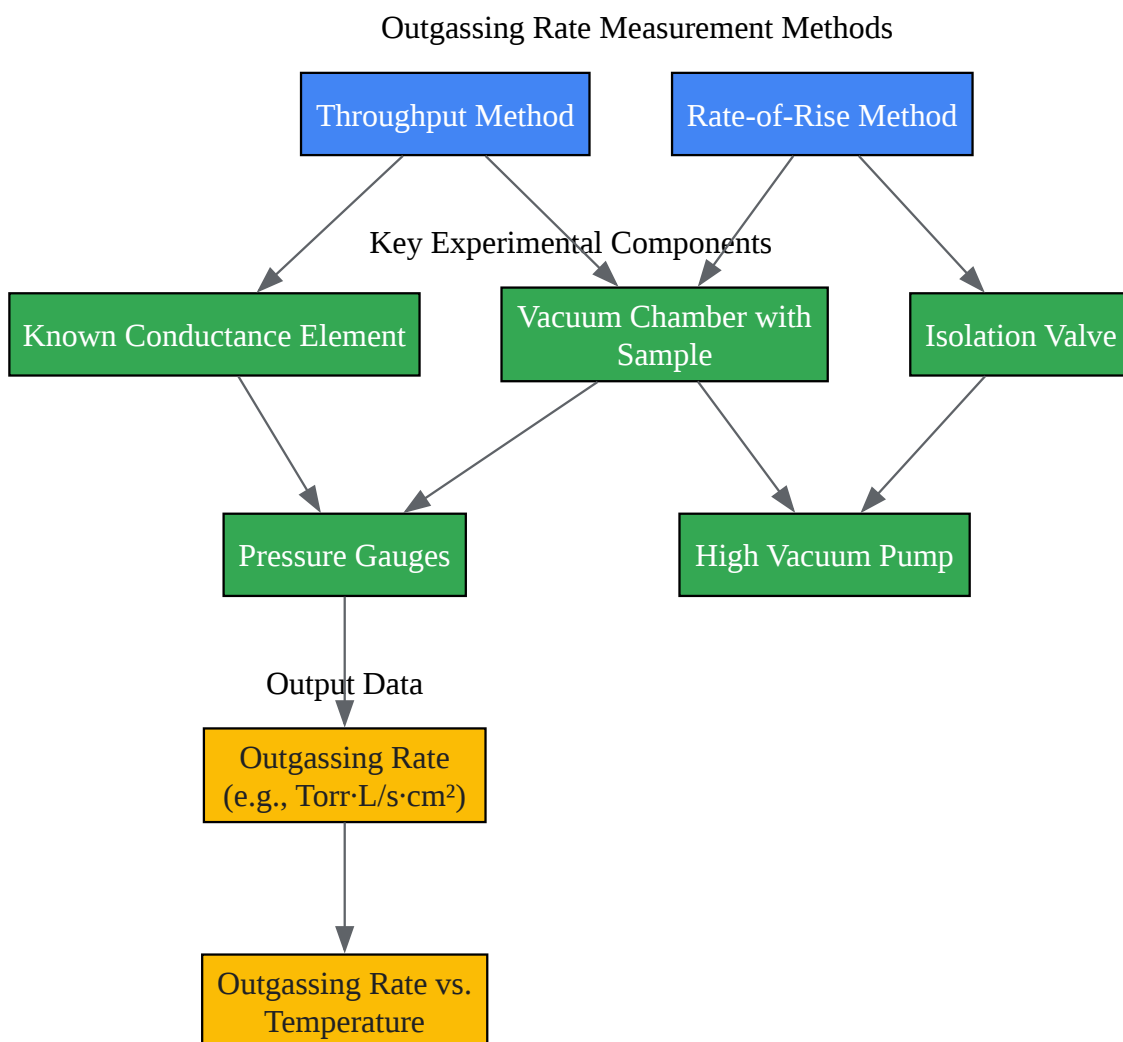 Outgassing Rate Measurement Methods
Throughput Method
Rate-of-Rise Method
Key Experimental Components
Known Conductance Element
Vacuum Chamber with
Sample
Isolation Valve
Pressure Gauges
High Vacuum Pump
Output Data
Outgassing Rate
(e.g., Torr·L/s·cm²)
Outgassing Rate vs.
Temperature